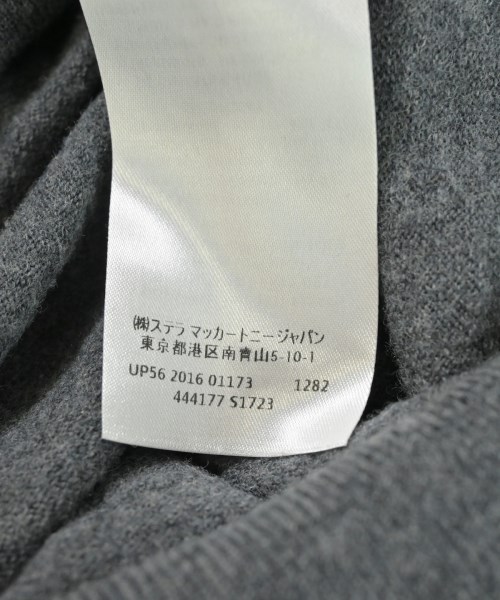 (株)ステラ マッカートニージャパン
東京都港区南青山5-10-1
UP56 2016 01173 1282
444177 S1723